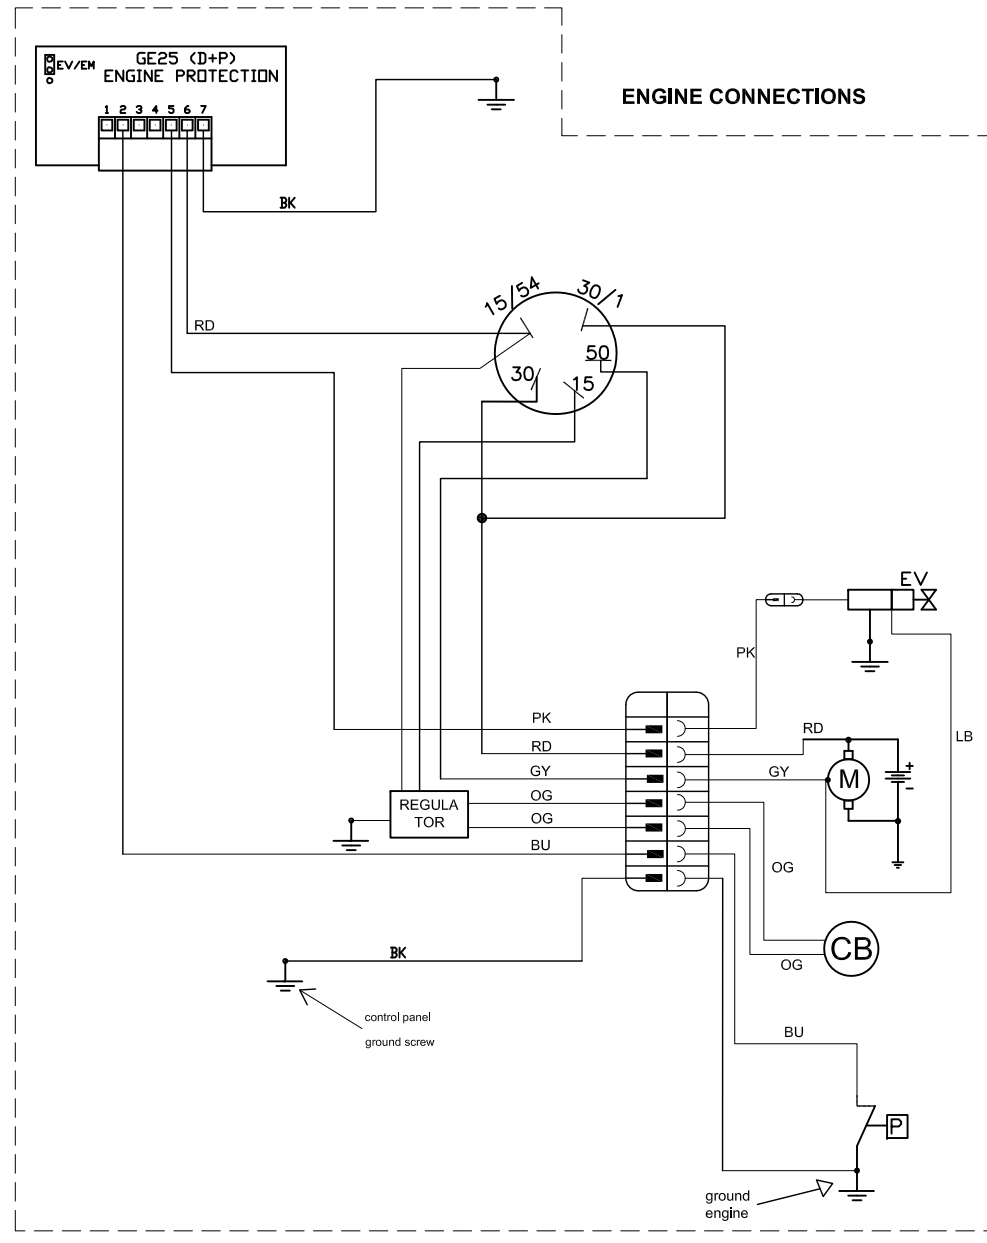 GE25 (D+P)
EV/EM
ENGINE PROTECTION
1 2 3 4 5 6 7
ENGINE CONNECTIONS
BK
15/54
30/1
RD
50
30
15
EV
PK
PK
RD
LB
RD
GY
GY
M
+
-
OG
REGULA
TOR
OG
BU
OG
CB
OG
BK
control panel
ground screw
BU
P
ground
engine